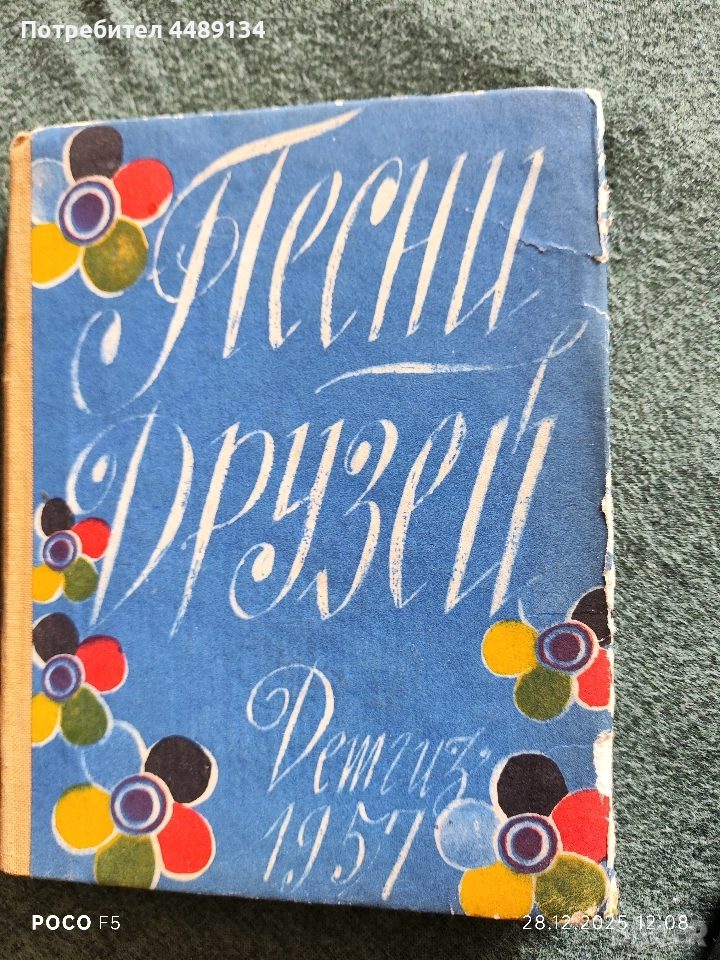 Потребител 4489134
Песни
Друзей
Детгиз
1957
POCO F5
28.12.2025 12:08